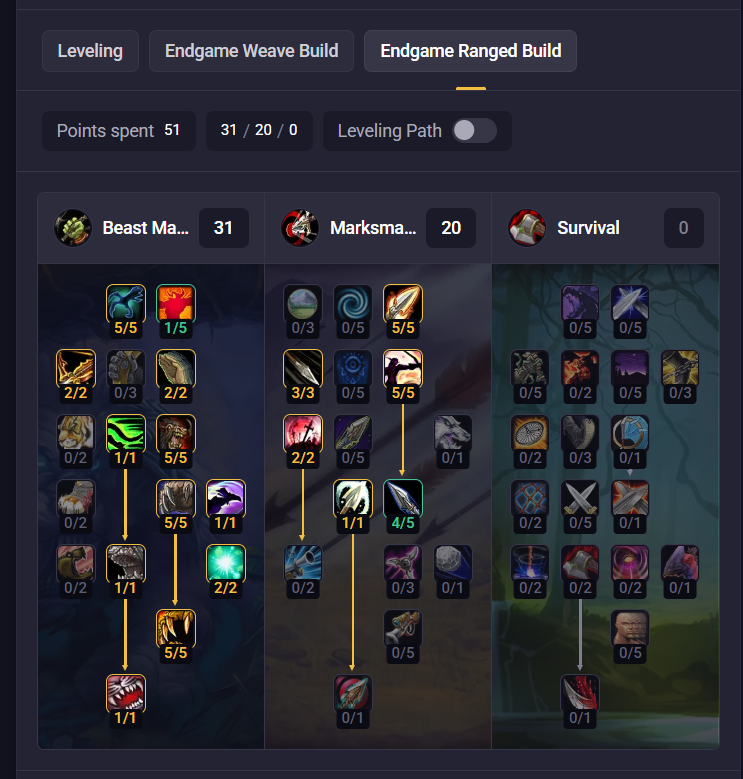 Leveling Endgame Weave Build Endgame Ranged Build
Points spent 51 31 / 20 / 0 Leveling Path
Beast Ma... 31 Marksma... 20 Survival 0
5/5 1/5 0/3 0/5 5/5 0/5 0/5
2/2 0/3 2/2 3/3 0/5 5/5 0/5 0/2 0/5 0/3
0/2 1/1 5/5 2/2 0/5 0/1 0/2 0/3 0/1
0/2 5/5 1/1 1/1 4/5 0/2 0/5 0/1
0/2 1/1 2/2 0/2 0/3 0/1 0/2 0/2 0/2 0/1
5/5 0/5 0/5
1/1 0/1 0/1